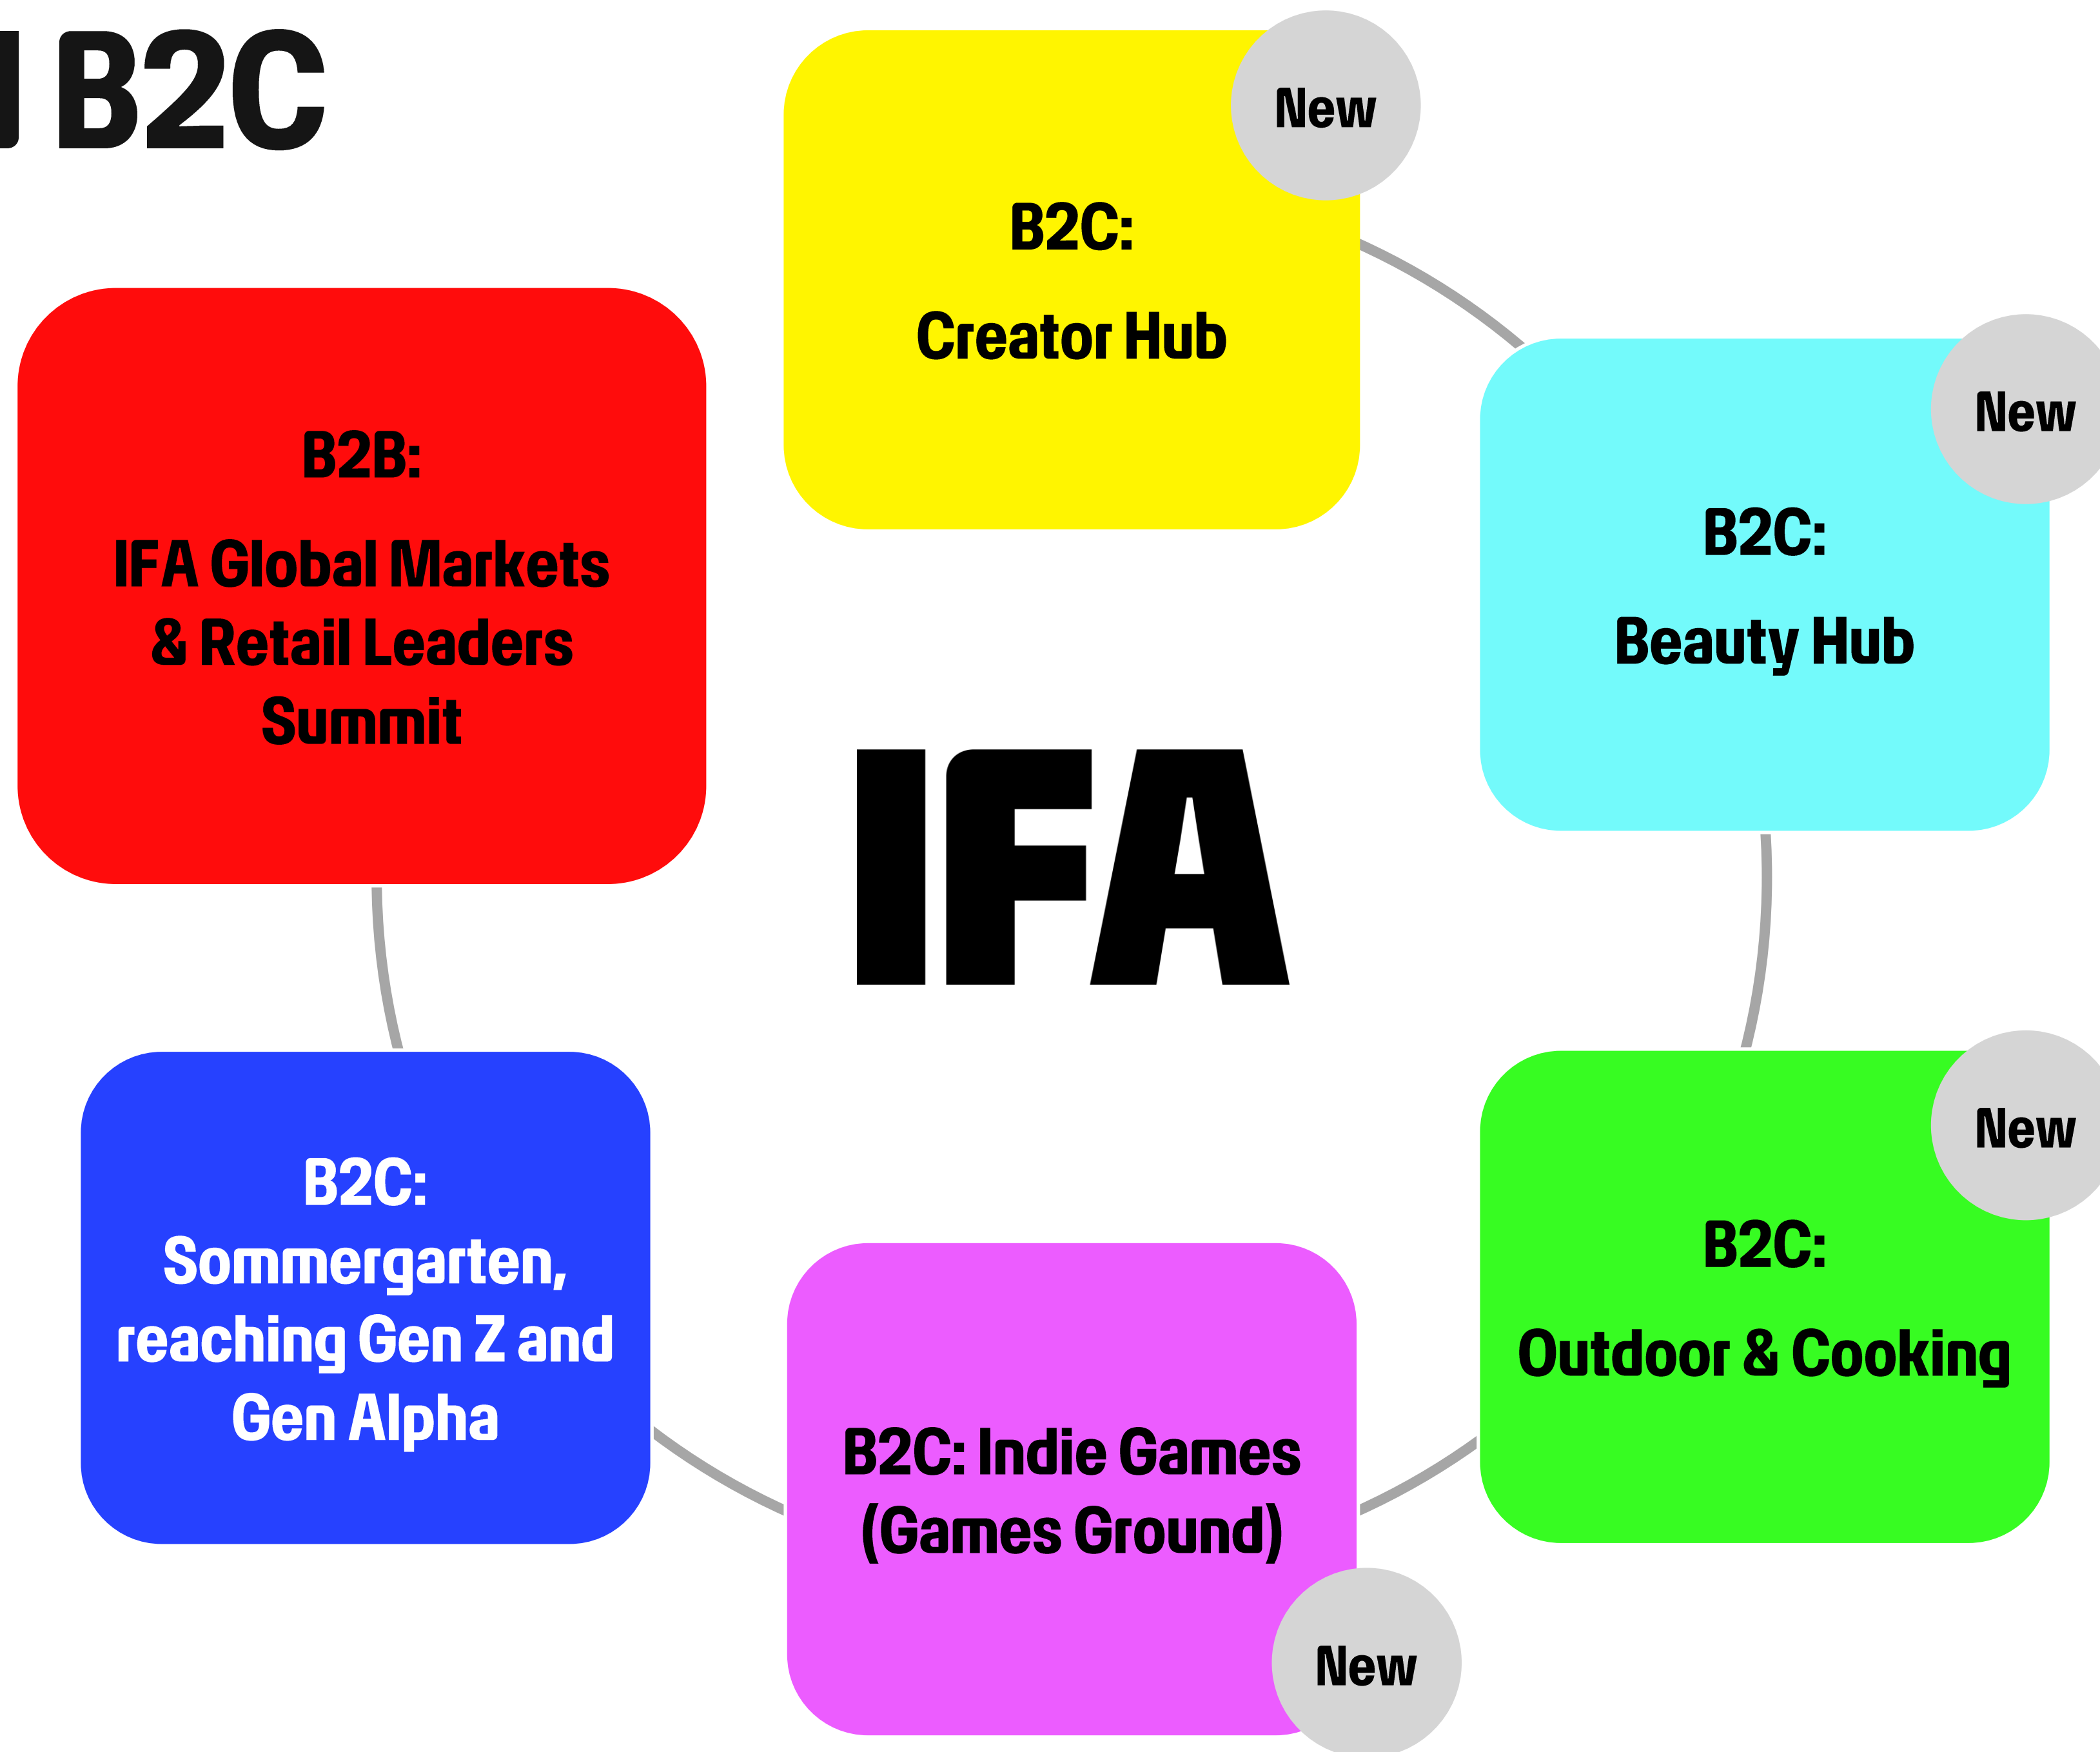 B2C
New
B2C:
Creator Hub
New
B2C:
Beauty Hub
B2B:
IFA Global Markets
& Retail Leaders
Summit
IFA
New
B2C:
Outdoor & Cooking
B2C:
Sommergarten,
reaching Gen Z and
Gen Alpha
B2C: Indie Games
(Games Ground)
New